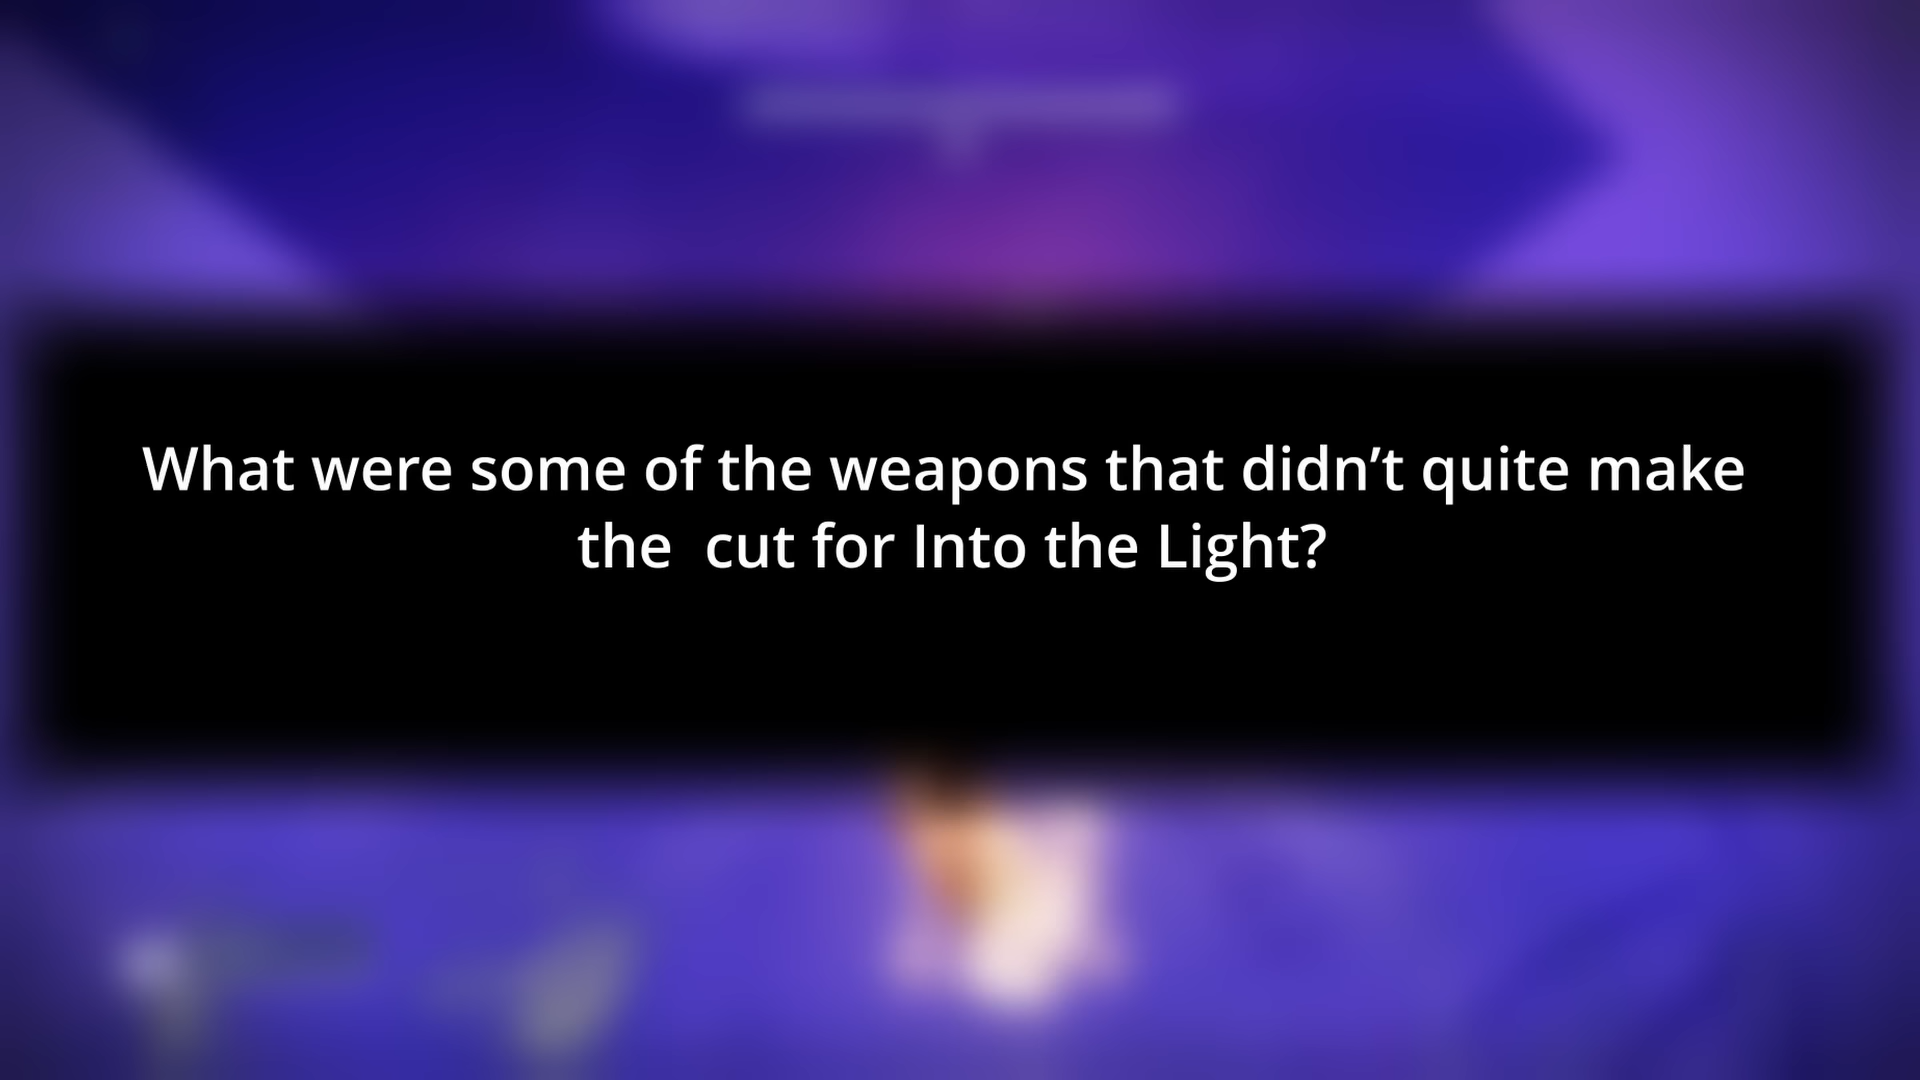 What were some of the weapons that didn’t quite make
the  cut for Into the Light?